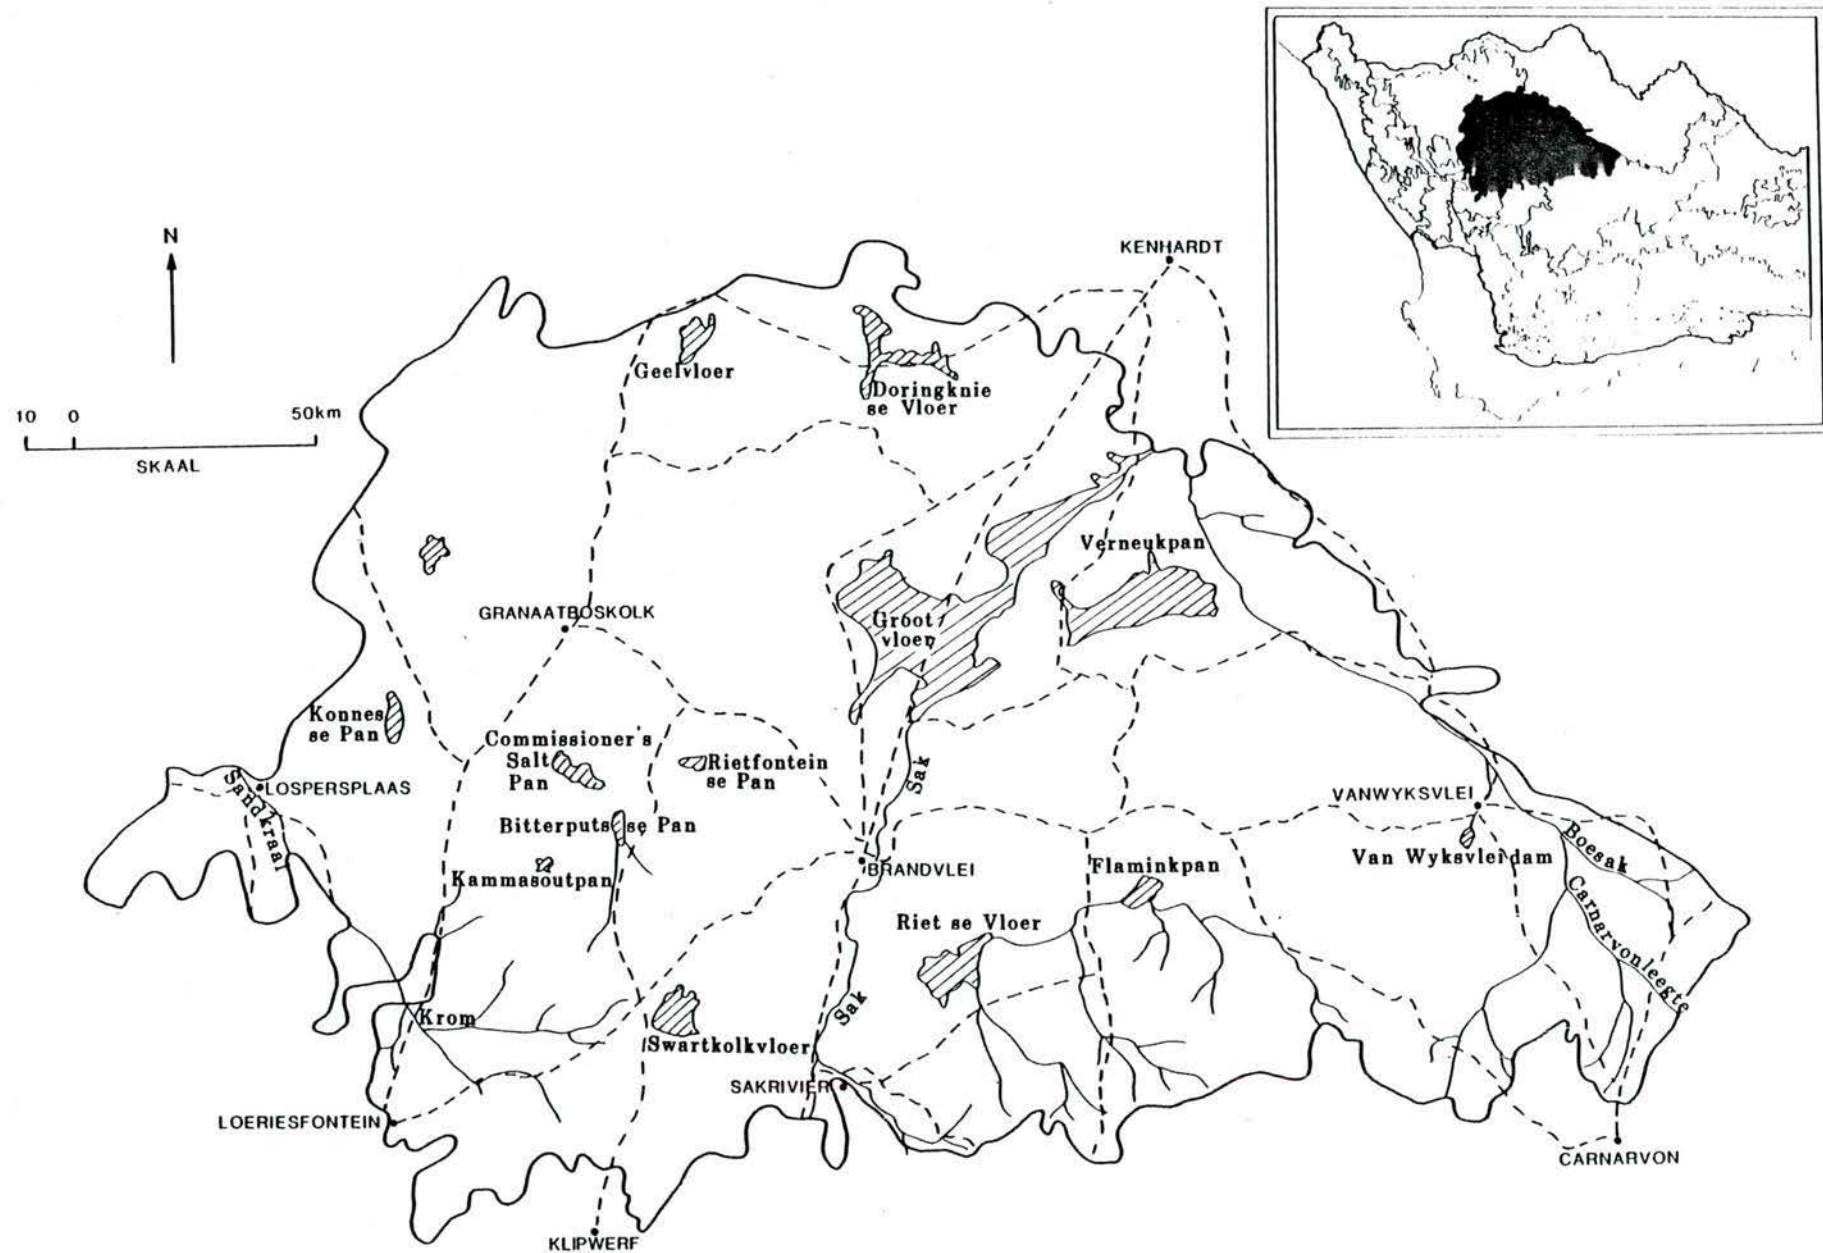 N
KENHARDT
10 0 50km
SKAAL
Geelvloer
Doringknie
se Vloer
Verneukpan
GRANAATBOSKOLK
Groot
vloer
Konnes
se Pan
Commissioner's
Salt
Pan
Rietfontein
se Pan
Sak
Sandkraal
LOSPERSPLAAS
VANWYKSVLEI
Bitterputs se Pan
Boesak
Van Wyksvlei dam
BRANDVLEI
Flaminkpan
Kammasoutpan
Carnarvonleegte
Riet se Vloer
Sak
Krom
Swartkolkvloer
SAKRIVIER
LOERIESFONTEIN
CARNARVON
KLIPWERF